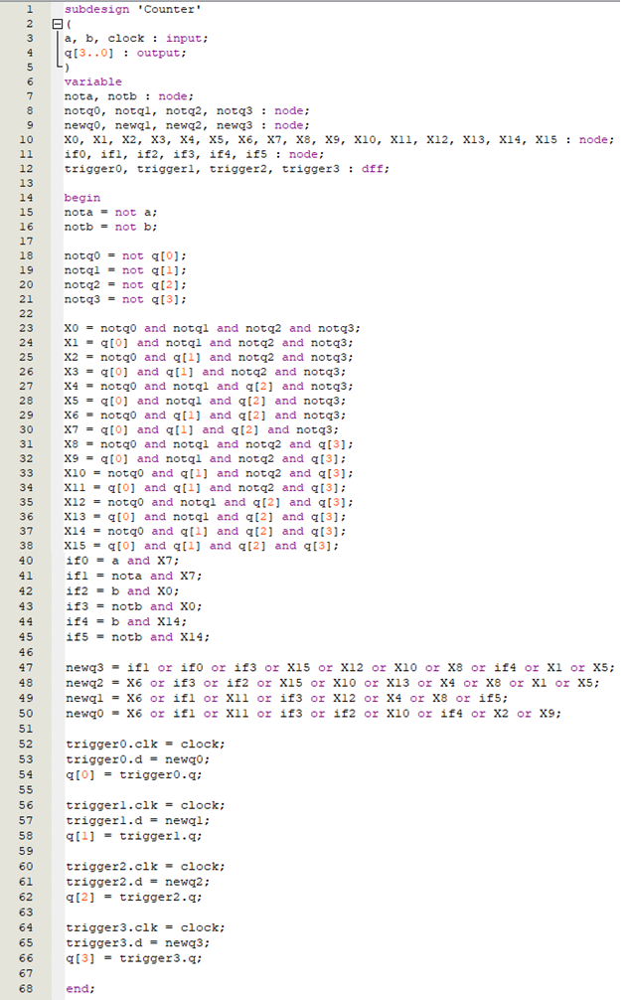 1 subdesign 'Counter'
2 (
3 a, b, clock : input;
4 q[3..0] : output;
5 )
6 variable
7 nota, notb : node;
8 notq0, notq1, notq2, notq3 : node;
9 newq0, newq1, newq2, newq3 : node;
10 X0, X1, X2, X3, X4, X5, X6, X7, X8, X9, X10, X11, X12, X13, X14, X15 : node;
11 if0, if1, if2, if3, if4, if5 : node;
12 trigger0, trigger1, trigger2, trigger3 : dff;
13
14 begin
15 nota = not a;
16 notb = not b;
17
18 notq0 = not q[0];
19 notq1 = not q[1];
20 notq2 = not q[2];
21 notq3 = not q[3];
22
23 X0 = notq0 and notq1 and notq2 and notq3;
24 X1 = q[0] and notq1 and notq2 and notq3;
25 X2 = notq0 and q[1] and notq2 and notq3;
26 X3 = q[0] and q[1] and notq2 and notq3;
27 X4 = notq0 and notq1 and q[2] and notq3;
28 X5 = q[0] and notq1 and q[2] and notq3;
29 X6 = notq0 and q[1] and q[2] and notq3;
30 X7 = q[0] and q[1] and q[2] and notq3;
31 X8 = notq0 and notq1 and notq2 and q[3];
32 X9 = q[0] and notq1 and notq2 and q[3];
33 X10 = notq0 and q[1] and notq2 and q[3];
34 X11 = q[0] and q[1] and notq2 and q[3];
35 X12 = notq0 and notq1 and q[2] and q[3];
36 X13 = q[0] and notq1 and q[2] and q[3];
37 X14 = notq0 and q[1] and q[2] and q[3];
38 X15 = q[0] and q[1] and q[2] and q[3];
40 if0 = a and X7;
41 if1 = nota and X7;
42 if2 = b and X0;
43 if3 = notb and X0;
44 if4 = b and X14;
45 if5 = notb and X14;
46
47 newq3 = if1 or if0 or if3 or X15 or X12 or X10 or X8 or if4 or X1 or X5;
48 newq2 = X6 or if3 or if2 or X15 or X10 or X13 or X4 or X8 or X1 or X5;
49 newq1 = X6 or if1 or X11 or if3 or X12 or X4 or X8 or if5;
50 newq0 = X6 or if1 or X11 or if3 or if2 or X10 or if4 or X2 or X9;
51
52 trigger0.clk = clock;
53 trigger0.d = newq0;
54 q[0] = trigger0.q;
55
56 trigger1.clk = clock;
57 trigger1.d = newq1;
58 q[1] = trigger1.q;
59
60 trigger2.clk = clock;
61 trigger2.d = newq2;
62 q[2] = trigger2.q;
63
64 trigger3.clk = clock;
65 trigger3.d = newq3;
66 q[3] = trigger3.q;
67
68 end;